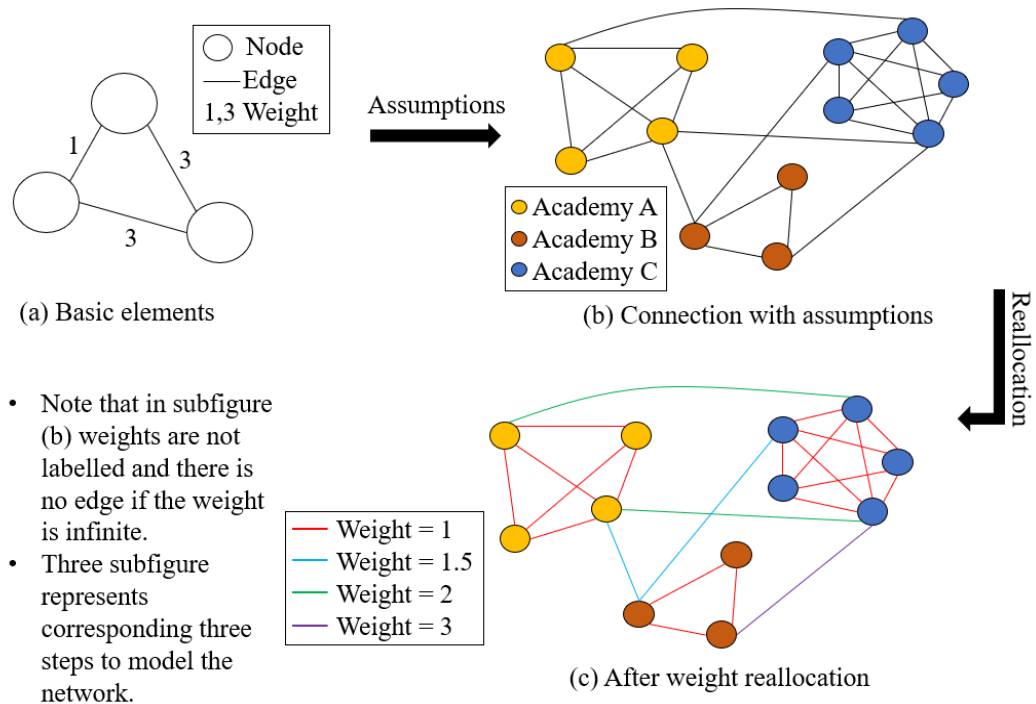 Node
Edge
1,3 Weight
1
3
3
(a) Basic elements
Assumptions
Academy A
Academy B
Academy C
(b) Connection with assumptions
Reallocation
• Note that in subfigure
(b) weights are not
labelled and there is
no edge if the weight
is infinite.
• Three subfigure
represents
corresponding three
steps to model the
network.
Weight = 1
Weight = 1.5
Weight = 2
Weight = 3
(c) After weight reallocation